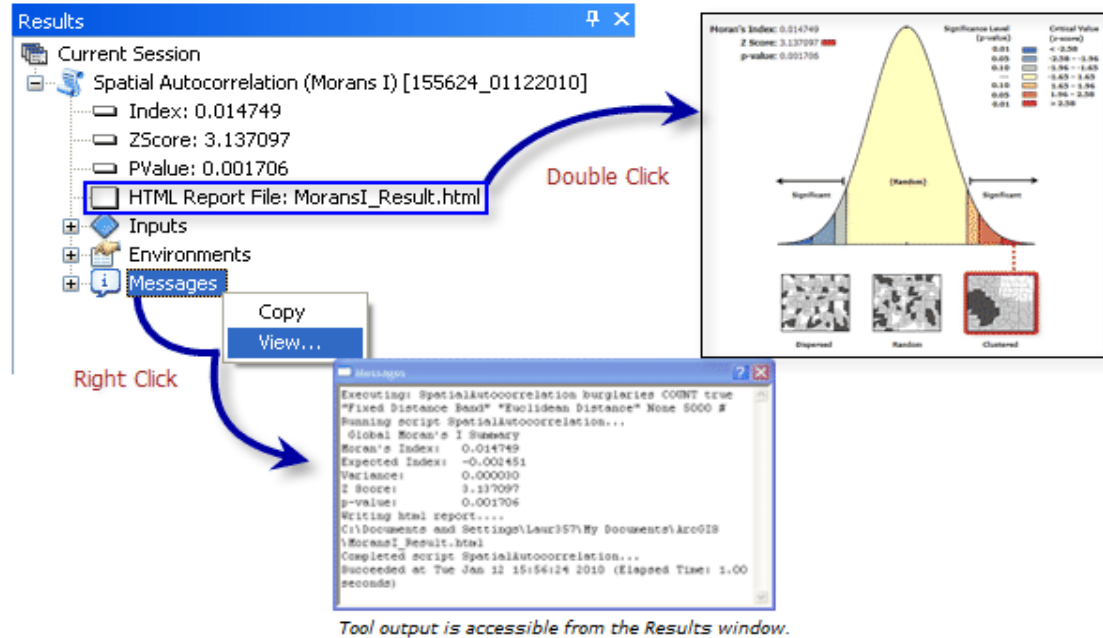 Results
Current Session
Spatial Autocorrelation (Morans I) [155624_01122010]
Index: 0.014749
ZScore: 3.137097
PValue: 0.001706
HTML Report File: MoransI_Result.html
Inputs
Environments
Messages
Copy
View...
Double Click
Right Click
Moran's Index: 0.014749
Z Score: 3.137097
p-value: 0.001706
Significance Level
(p-value)
0.01
0.05
0.10
---
0.10
0.05
0.01
Critical Value
(z-score)
< -2.58
-2.58 - -1.96
-1.96 - -1.65
-1.65 - 1.65
1.65 - 1.96
1.96 - 2.58
> 2.58
Significant
(Random)
Significant
Dispersed
Random
Clustered
Messages
Executing: SpatialAutocorrelation burglaries COUNT true
"Fixed Distance Band" "Euclidean Distance" None 5000 #
Running script SpatialAutocorrelation...
Global Moran's I Summary
Moran's Index: 0.014749
Expected Index: -0.002451
Variance: 0.000030
Z Score: 3.137097
p-value: 0.001706
Writing html report....
C:\Documents and Settings\Laur357\My Documents\ArcGIS
\MoransI_Result.html
Completed script SpatialAutocorrelation...
Succeeded at Tue Jan 12 15:56:24 2010 (Elapsed Time: 1.00
seconds)
Tool output is accessible from the Results window.